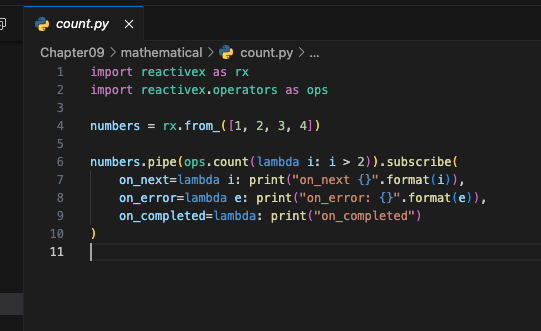 count.py ×
Chapter09 > mathematical > count.py > ...
1 import reactivex as rx
2 import reactivex.operators as ops
3
4 numbers = rx.from_([1, 2, 3, 4])
5
6 numbers.pipe(ops.count(lambda i: i > 2)).subscribe(
7     on_next=lambda i: print("on_next {}".format(i)),
8     on_error=lambda e: print("on_error: {}".format(e)),
9     on_completed=lambda: print("on_completed")
10 )
11